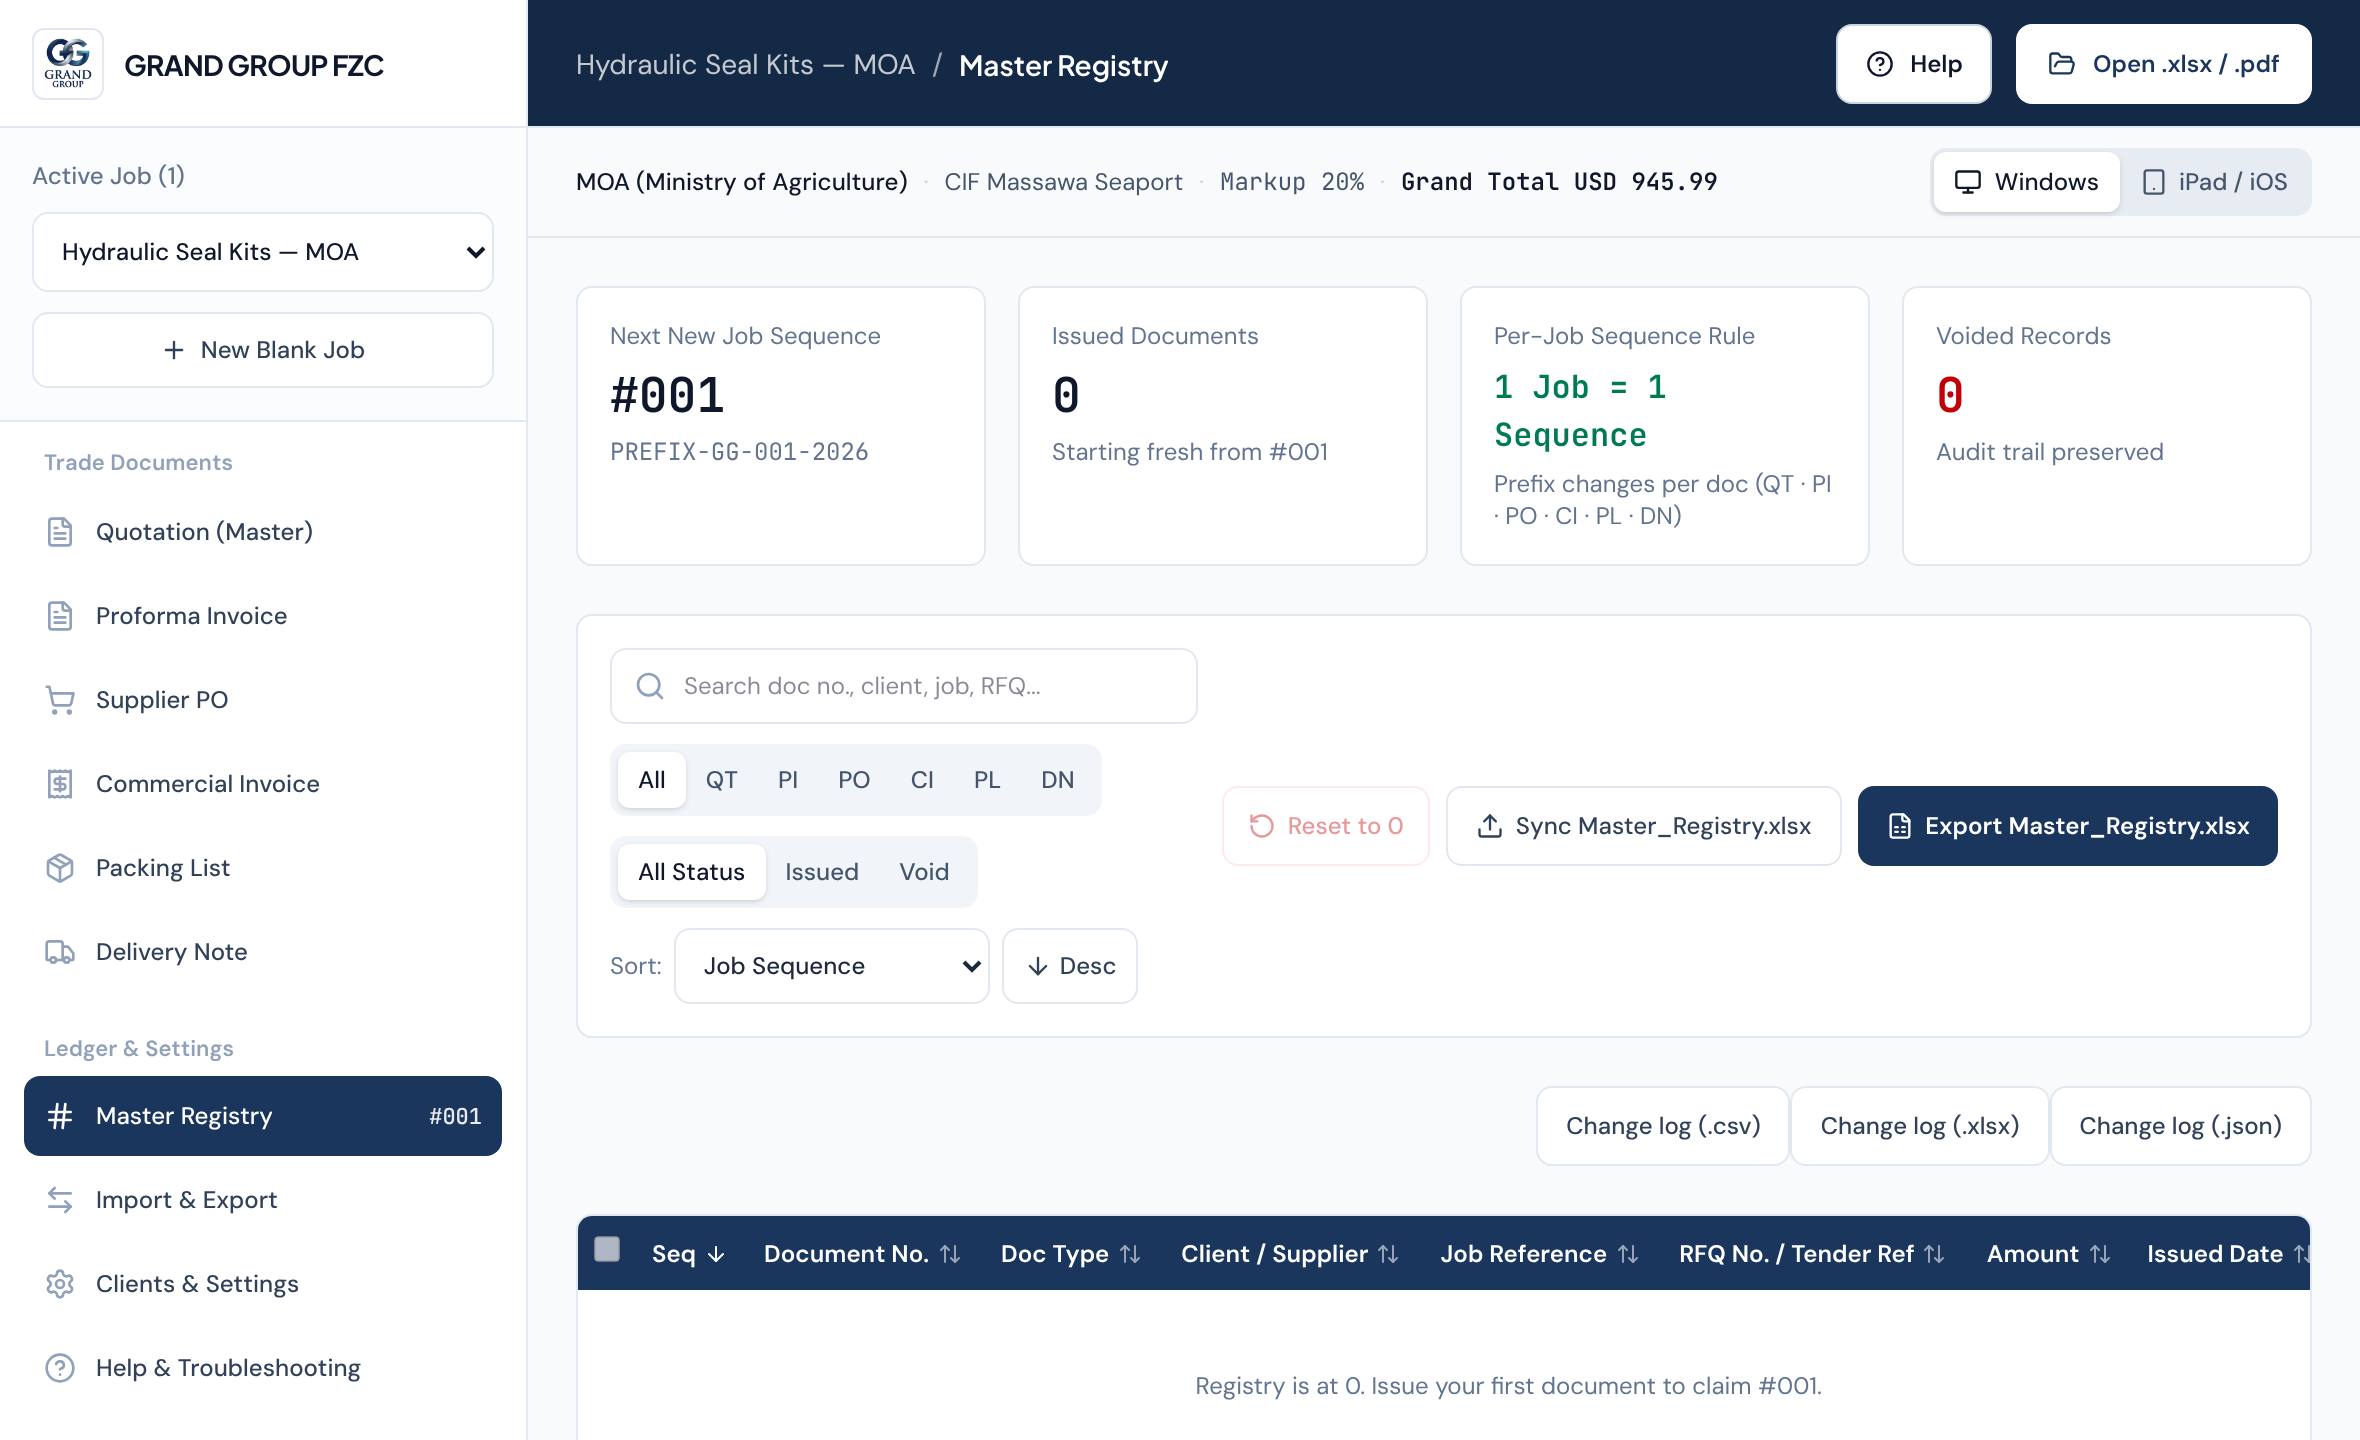 GG
GRAND
GROUP
GRAND GROUP FZC
Hydraulic Seal Kits — MOA / Master Registry
Help
Open .xlsx / .pdf
Active Job (1)
Hydraulic Seal Kits — MOA
New Blank Job
MOA (Ministry of Agriculture) · CIF Massawa Seaport · Markup 20% · Grand Total USD 945.99
Windows
iPad / iOS
Trade Documents
Quotation (Master)
Proforma Invoice
Supplier PO
Commercial Invoice
Packing List
Delivery Note
Ledger & Settings
Master Registry #001
Import & Export
Clients & Settings
Help & Troubleshooting
Next New Job Sequence
#001
PREFIX-GG-001-2026
Issued Documents
0
Starting fresh from #001
Per-Job Sequence Rule
1 Job = 1
Sequence
Prefix changes per doc (QT · PI
· PO · CI · PL · DN)
Voided Records
0
Audit trail preserved
Search doc no., client, job, RFQ...
All QT PI PO CI PL DN
All Status Issued Void
Sort: Job Sequence Desc
Reset to 0
Sync Master_Registry.xlsx
Export Master_Registry.xlsx
Change log (.csv)
Change log (.xlsx)
Change log (.json)
Seq Document No. Doc Type Client / Supplier Job Reference RFQ No. / Tender Ref Amount Issued Date
Registry is at 0. Issue your first document to claim #001.